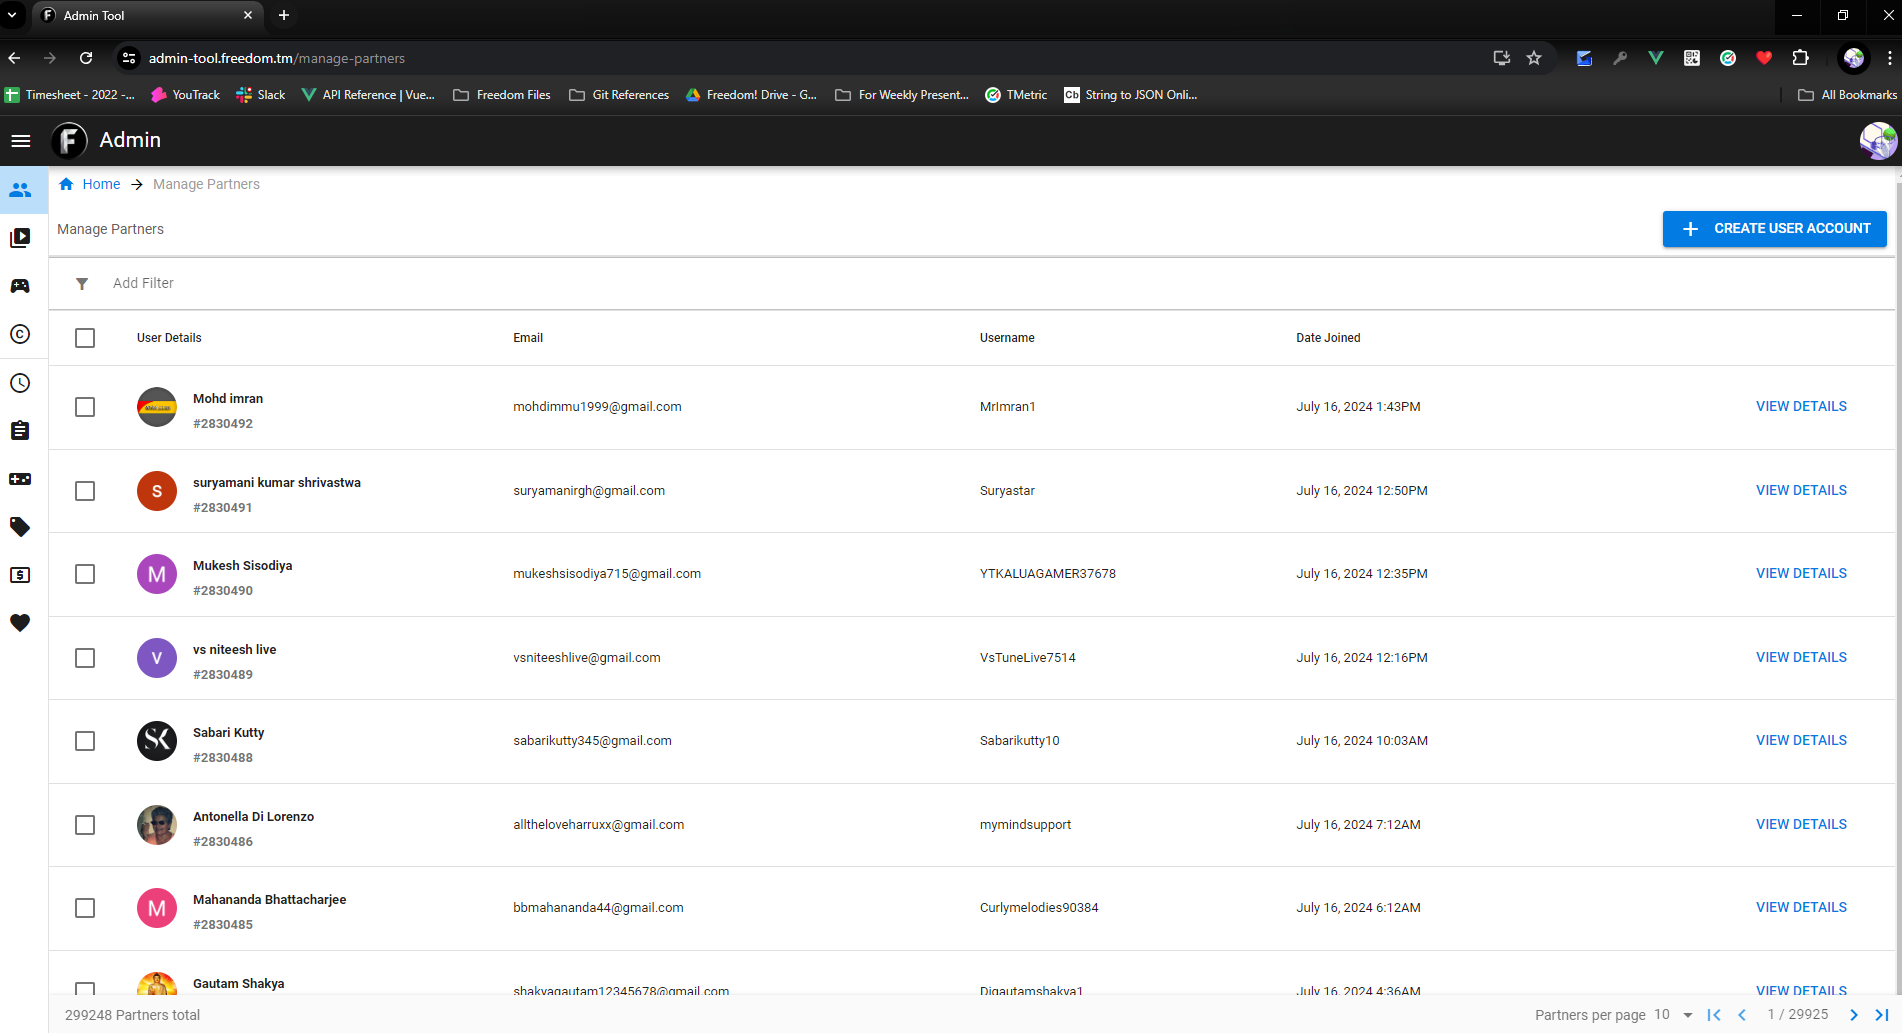 Admin Tool
admin-tool.freedom.tm/manage-partners
Timesheet - 2022 -... YouTrack Slack API Reference | Vue... Freedom Files Git References Freedom! Drive - G... For Weekly Present... TMetric Cb String to JSON Onli... All Bookmarks
F Admin
Home → Manage Partners
Manage Partners + CREATE USER ACCOUNT
Add Filter
User Details Email Username Date Joined
Mohd imran
#2830492
mohdimmu1999@gmail.com MrImran1 July 16, 2024 1:43PM VIEW DETAILS
S suryamani kumar shrivastwa
#2830491
suryamanirgh@gmail.com Suryastar July 16, 2024 12:50PM VIEW DETAILS
M Mukesh Sisodiya
#2830490
mukeshsisodiya715@gmail.com YTKALUAGAMER37678 July 16, 2024 12:35PM VIEW DETAILS
V vs niteesh live
#2830489
vsniteeshlive@gmail.com VsTuneLive7514 July 16, 2024 12:16PM VIEW DETAILS
SK Sabari Kutty
#2830488
sabarikutty345@gmail.com Sabarikutty10 July 16, 2024 10:03AM VIEW DETAILS
Antonella Di Lorenzo
#2830486
alltheloveharruxx@gmail.com mymindsupport July 16, 2024 7:12AM VIEW DETAILS
M Mahananda Bhattacharjee
#2830485
bbmahananda44@gmail.com Curlymelodies90384 July 16, 2024 6:12AM VIEW DETAILS
Gautam Shakya
shakyagautam12345678@gmail.com Digautamshakya1 July 16, 2024 4:36AM VIEW DETAILS
299248 Partners total Partners per page 10 1 / 29925